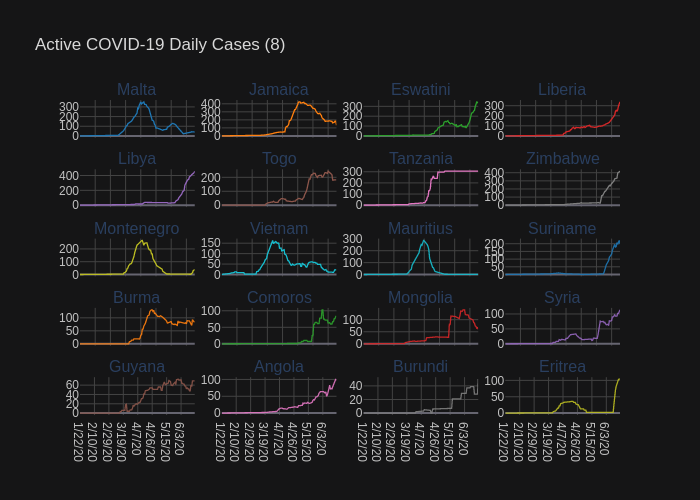 Active COVID-19 Daily Cases (8)
Malta Jamaica Eswatini Liberia
300 200 100 0
400 300 200 100 0
300 200 100 0
300 200 100 0
Libya Togo Tanzania Zimbabwe
400 200 0
200 100 0
300 200 100 0
400 300 200 100 0
Montenegro Vietnam Mauritius Suriname
200 100 0
150 100 50 0
300 200 100 0
200 150 100 50 0
Burma Comoros Mongolia Syria
100 50 0
100 50 0
100 50 0
100 50 0
Guyana Angola Burundi Eritrea
60 40 20 0
100 50 0
40 20 0
100 50 0
1/22/20 2/10/20 2/29/20 3/19/20 4/7/20 4/26/20 5/15/20 6/3/20
1/22/20 2/10/20 2/29/20 3/19/20 4/7/20 4/26/20 5/15/20 6/3/20
1/22/20 2/10/20 2/29/20 3/19/20 4/7/20 4/26/20 5/15/20 6/3/20
1/22/20 2/10/20 2/29/20 3/19/20 4/7/20 4/26/20 5/15/20 6/3/20